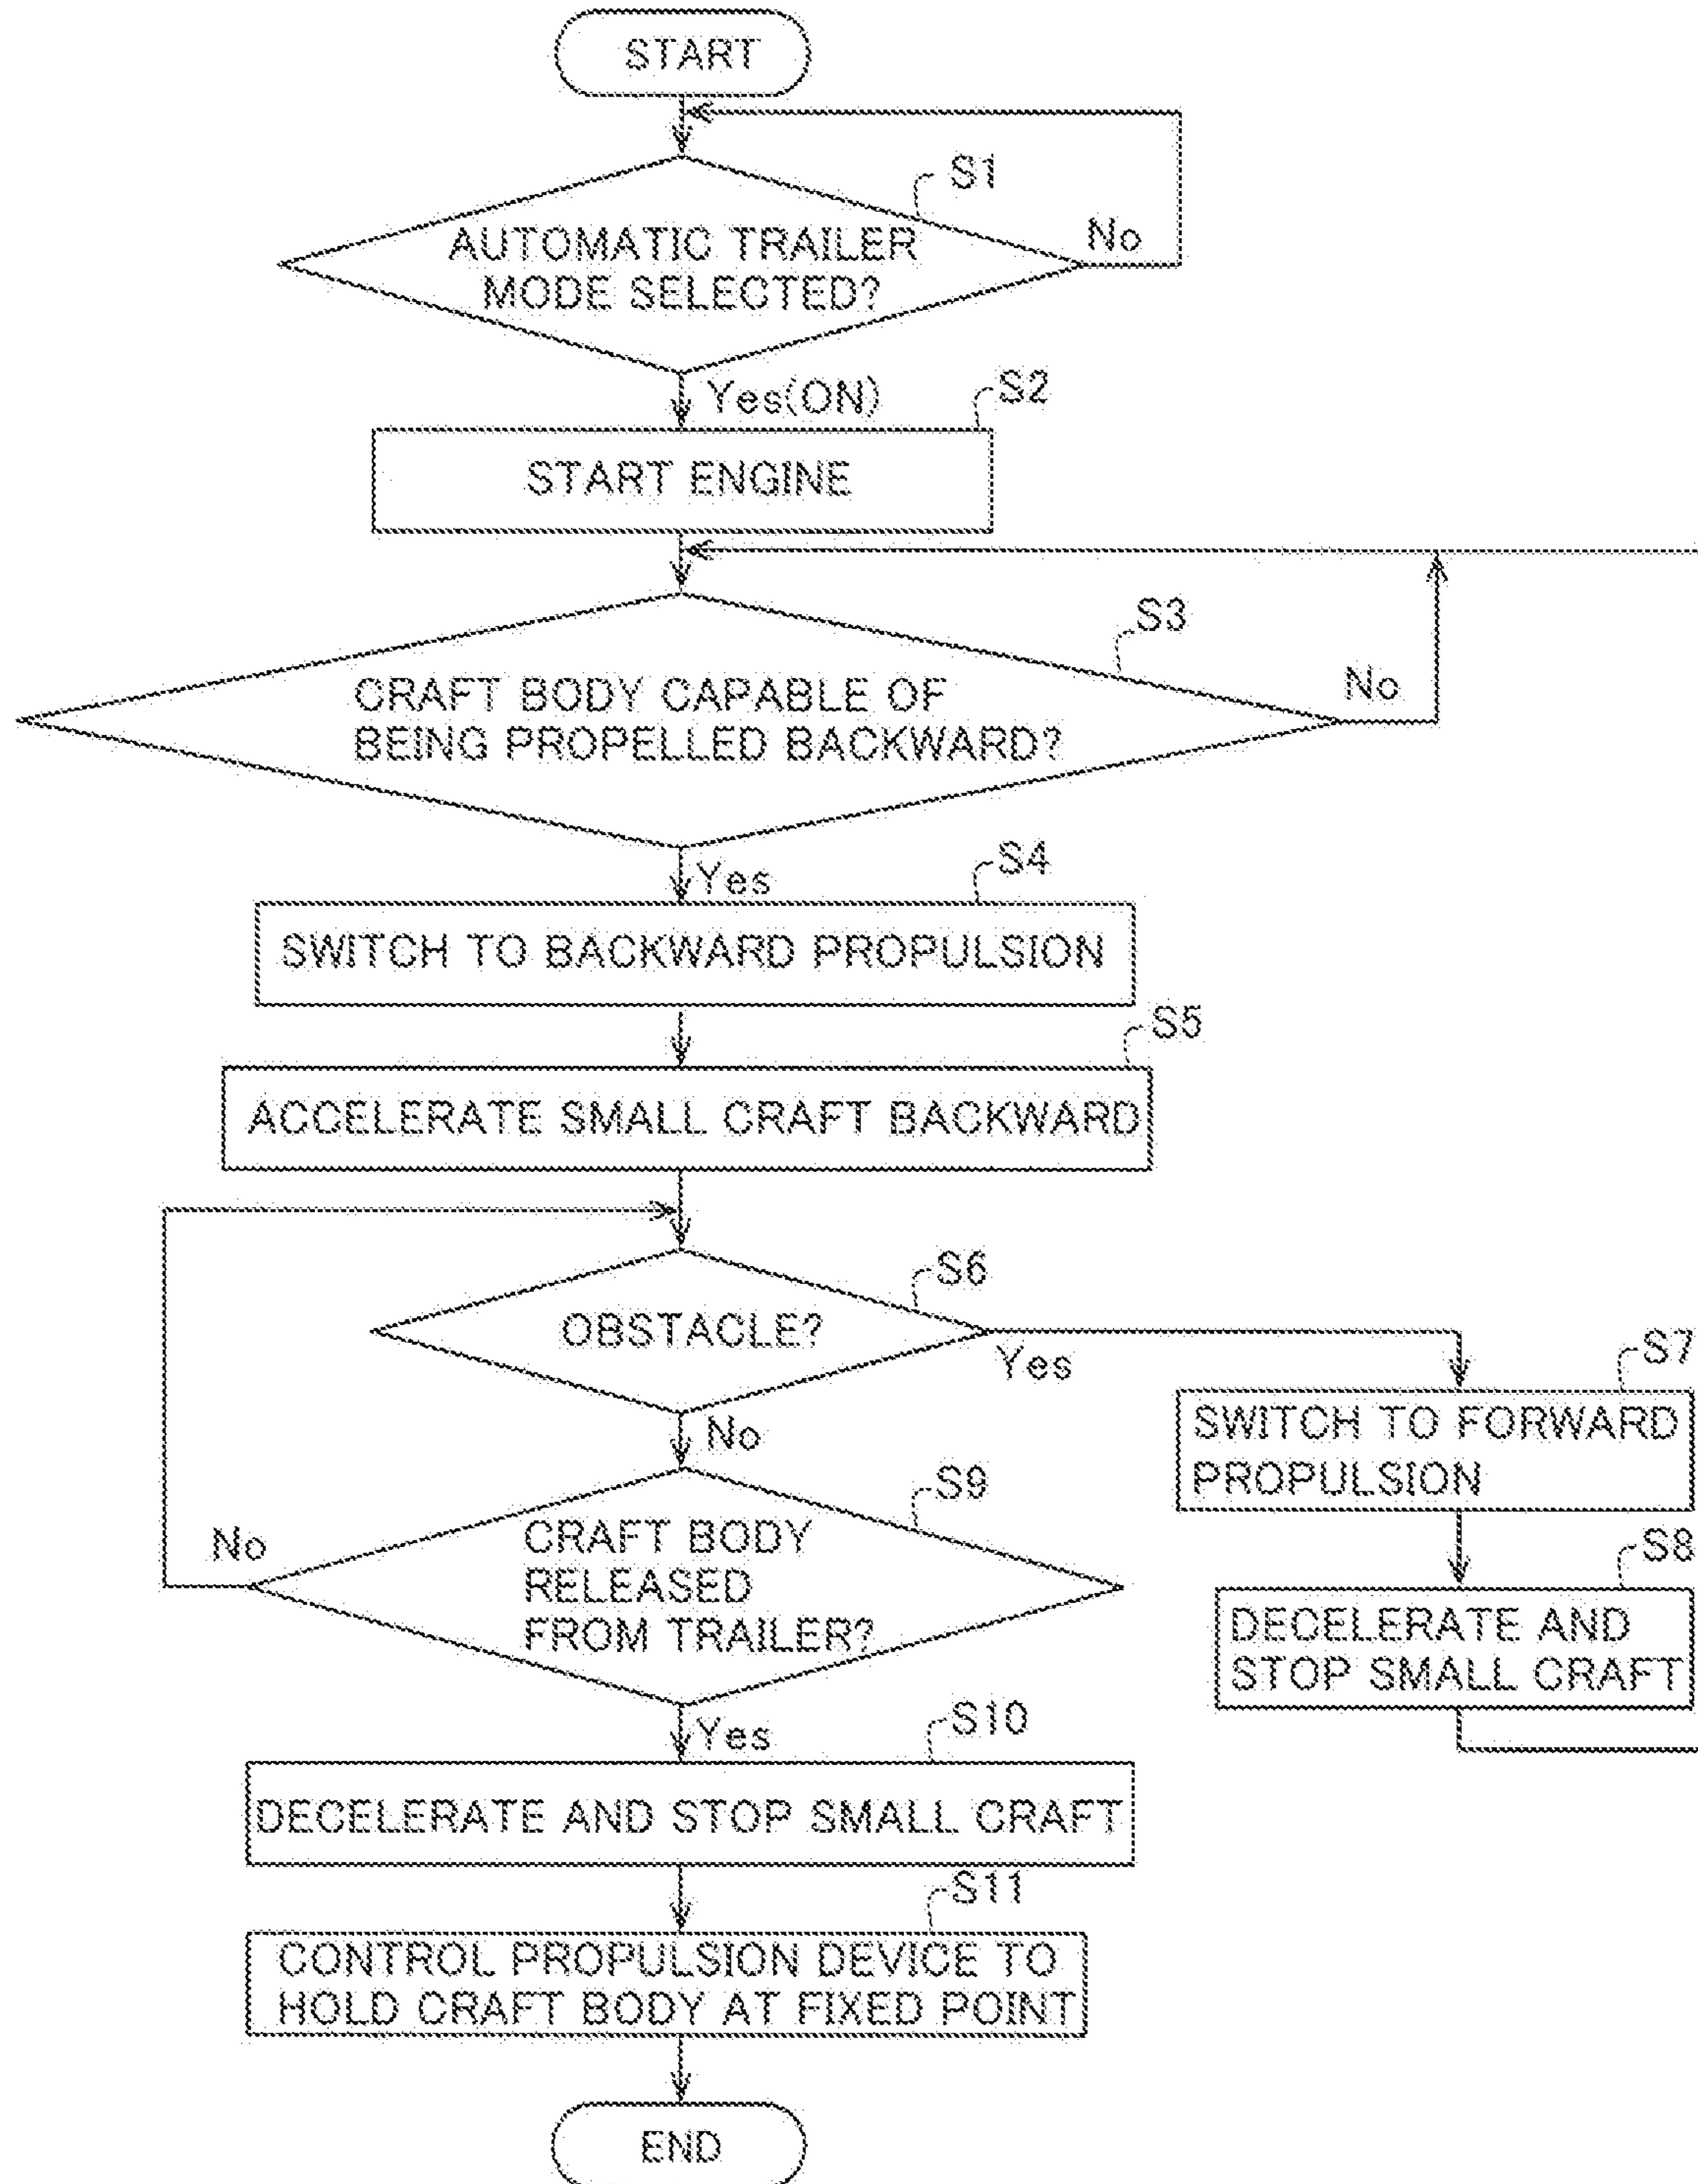 START
S1
AUTOMATIC TRAILER
MODE SELECTED?
No
Yes(ON)
S2
START ENGINE
S3
CRAFT BODY CAPABLE OF
BEING PROPELLED BACKWARD?
No
Yes
S4
SWITCH TO BACKWARD PROPULSION
S5
ACCELERATE SMALL CRAFT BACKWARD
S6
OBSTACLE?
Yes
No
S7
SWITCH TO FORWARD
PROPULSION
S8
DECELERATE AND
STOP SMALL CRAFT
S9
CRAFT BODY
RELEASED
FROM TRAILER?
No
Yes
S10
DECELERATE AND STOP SMALL CRAFT
S11
CONTROL PROPULSION DEVICE TO
HOLD CRAFT BODY AT FIXED POINT
END